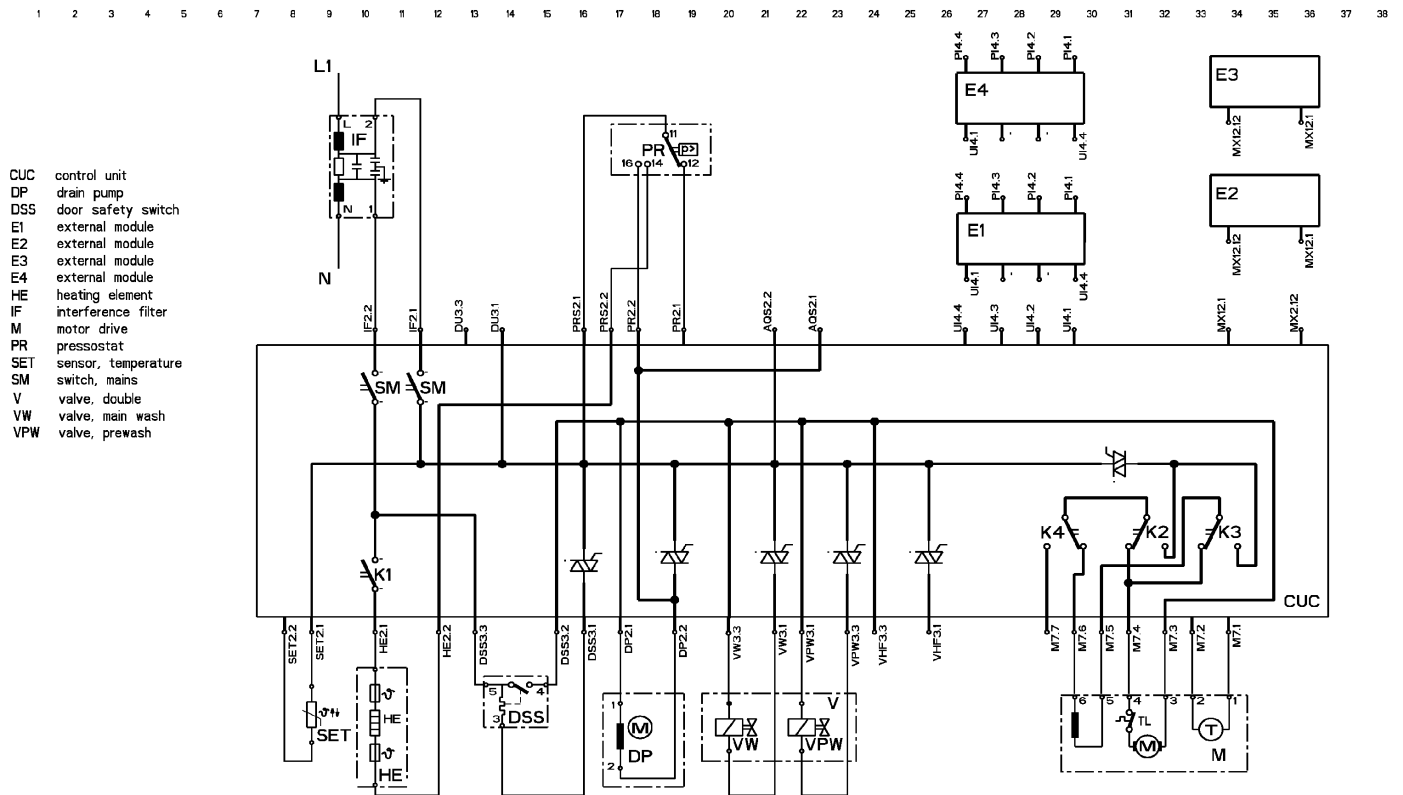 1 2 3 4 5 6 7 8 9 10 11 12 13 14 15 16 17 18 19 20 21 22 23 24 25 26 27 28 29 30 31 32 33 34 35 36 37 38
L1
L 2
IF
N 1
N
11
PR P>
16 14 12
PI4.4 PI4.3 PI4.2 PI4.1
E4
UI4.1 UI4.4
E3
MX12.12 MX12.1
PI4.4 PI4.3 PI4.2 PI4.1
E1
UI4.1 UI4.4
E2
MX12.12 MX12.1
CUC control unit
DP drain pump
DSS door safety switch
E1 external module
E2 external module
E3 external module
E4 external module
HE heating element
IF interference filter
M motor drive
PR pressostat
SET sensor, temperature
SM switch, mains
V valve, double
VW valve, main wash
VPW valve, prewash
IF2.2 IF2.1 DU3.3 DU3.1 PRS2.1 PRS2.2 PR2.2 PR2.1 AQS2.2 AQS2.1 UI4.4 UI4.3 UI4.2 UI4.1 MX12.1 MX2.12
SM SM
K1
K4 K2 K3
CUC
SET2.2 SET2.1 HE2.1 HE2.2 DSS3.3 DSS3.2 DSS3.1 DP2.1 DP2.2 VW3.3 VW3.1 VPW3.1 VPW3.3 VHF3.3 VHF3.1 M7.7 M7.6 M7.5 M7.4 M7.3 M7.2 M7.1
ϑ
SET
ϑ
HE
ϑ
HE
5 4
3 DSS
1
M
DP
2
V
VW VPW
6 5 4 3 2 1
TL
M T
M